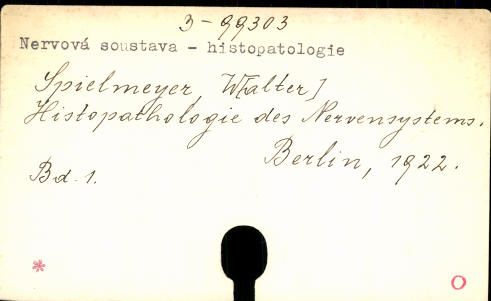 3-99303
Nervová soustava - histopatologie
Spielmeyer, W[alter]
Histopathologie des Nervensystems.
Berlin, 1922.
Bd. 1.